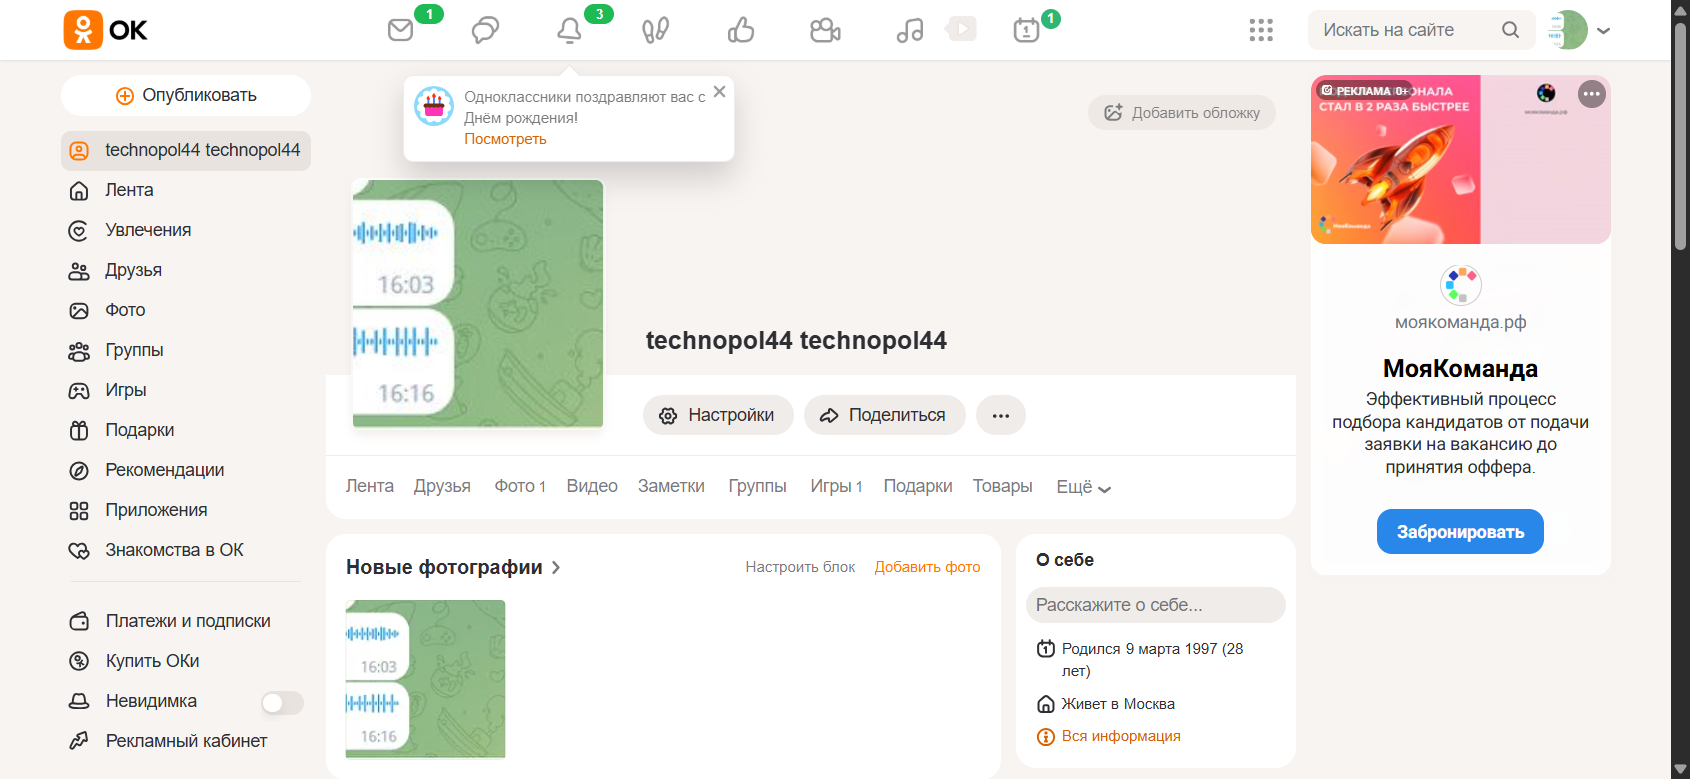 ОК
1
3
1
Искать на сайте
Опубликовать
technopol44 technopol44
Лента
Увлечения
Друзья
Фото
Группы
Игры
Подарки
Рекомендации
Приложения
Знакомства в ОК
Платежи и подписки
Купить ОКи
Невидимка
Рекламный кабинет
Одноклассники поздравляют вас с
Днём рождения!
Посмотреть
Добавить обложку
16:03
16:16
technopol44 technopol44
Настройки
Поделиться
Лента Друзья Фото 1 Видео Заметки Группы Игры 1 Подарки Товары Ещё
Новые фотографии
Настроить блок
Добавить фото
16:03
16:16
О себе
Расскажите о себе...
Родился 9 марта 1997 (28
лет)
Живет в Москва
Вся информация
РЕКЛАМА 0+
СТАЛ В 2 РАЗА БЫСТРЕЕ
МояКоманда
моякоманда.рф
моякоманда.рф
МояКоманда
Эффективный процесс
подбора кандидатов от подачи
заявки на вакансию до
принятия оффера.
Забронировать